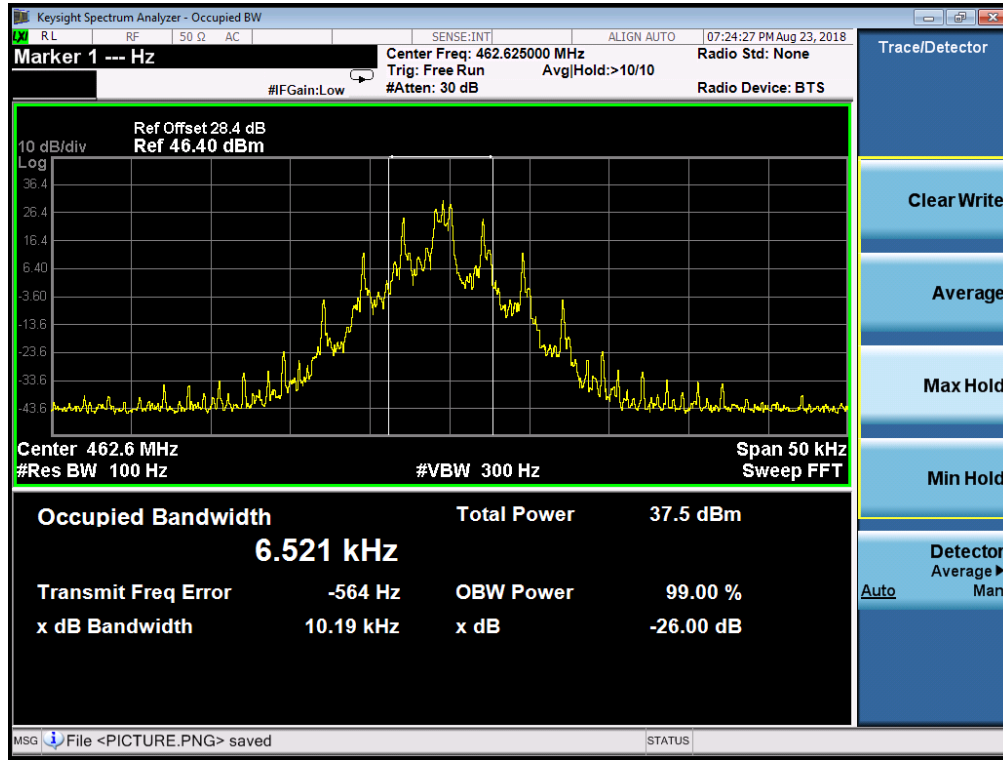 Keysight Spectrum Analyzer - Occupied BW
LXI RL RF 50 Ω AC SENSE:INT ALIGN AUTO 07:24:27 PM Aug 23, 2018
Marker 1 --- Hz
Center Freq: 462.625000 MHz
Radio Std: None
Trig: Free Run Avg|Hold:>10/10
#IFGain:Low
#Atten: 30 dB
Radio Device: BTS
Ref Offset 28.4 dB
10 dB/div Ref 46.40 dBm
Log
36.4
26.4
16.4
6.40
-3.60
-13.6
-23.6
-33.6
-43.6
Center 462.6 MHz
Span 50 kHz
#Res BW 100 Hz
#VBW 300 Hz
Sweep FFT
Occupied Bandwidth
Total Power 37.5 dBm
6.521 kHz
Transmit Freq Error -564 Hz
OBW Power 99.00 %
x dB Bandwidth 10.19 kHz
x dB -26.00 dB
Trace/Detector
Clear Write
Average
Max Hold
Min Hold
Detector
Average
Auto Man
MSG File <PICTURE.PNG> saved
STATUS